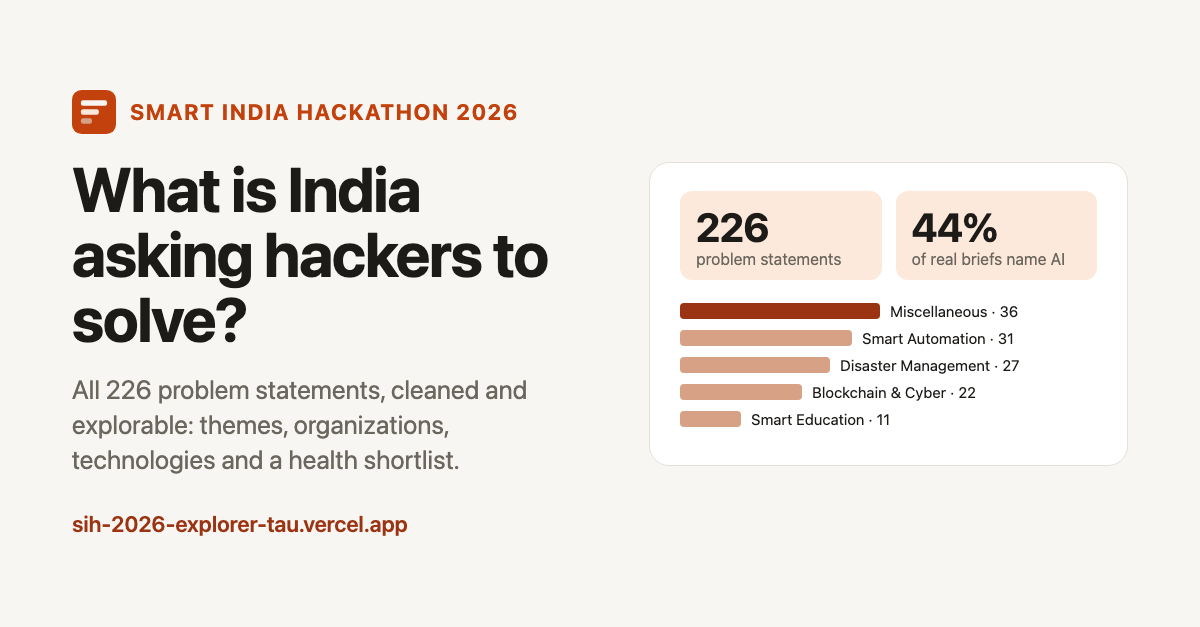 SMART INDIA HACKATHON 2026
What is India
asking hackers to
solve?
All 226 problem statements, cleaned and
explorable: themes, organizations,
technologies and a health shortlist.
sih-2026-explorer-tau.vercel.app
226
problem statements
44%
of real briefs name AI
Miscellaneous · 36
Smart Automation · 31
Disaster Management · 27
Blockchain & Cyber · 22
Smart Education · 11